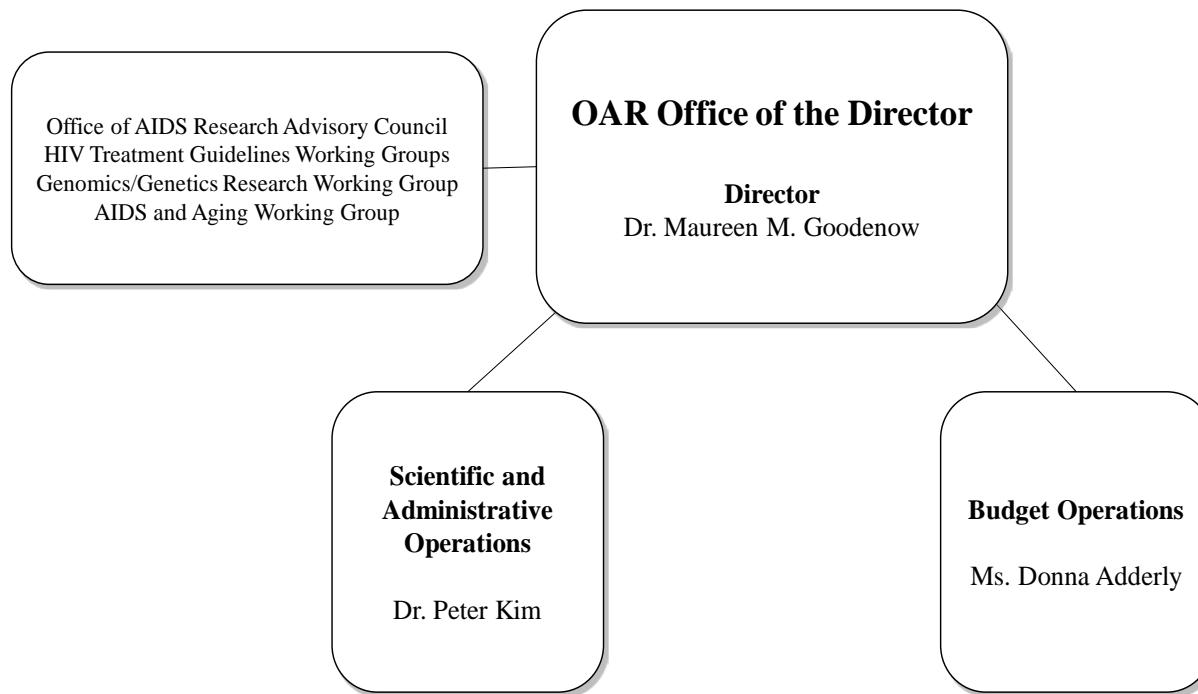 OAR Office of the Director
Director
Dr. Maureen M. Goodenow
Office of AIDS Research Advisory Council
HIV Treatment Guidelines Working Groups
Genomics/Genetics Research Working Group
AIDS and Aging Working Group
Scientific and
Administrative
Operations
Dr. Peter Kim
Budget Operations
Ms. Donna Adderly